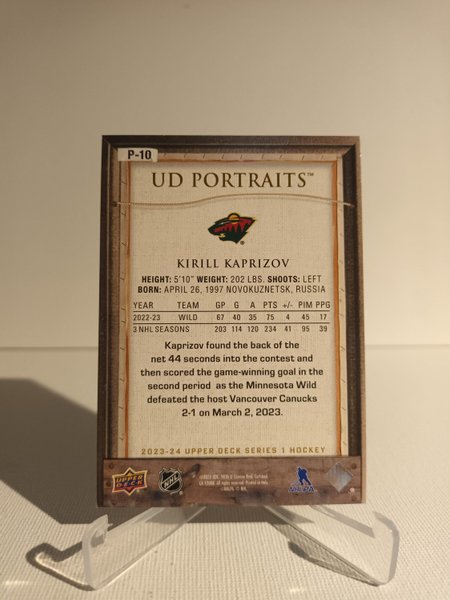 P-10
UD PORTRAITS™
KIRILL KAPRIZOV
HEIGHT: 5'10" WEIGHT: 202 LBS. SHOOTS: LEFT
BORN: APRIL 26, 1997 NOVOKUZNETSK, RUSSIA
YEAR TEAM GP G A PTS +/- PIM PPG
2022-23 WILD 67 40 35 75 4 45 17
3 NHL SEASONS 203 114 120 234 41 95 39
Kaprizov found the back of the
net 44 seconds into the contest and
then scored the game-winning goal in
the second period as the Minnesota Wild
defeated the host Vancouver Canucks
2-1 on March 2, 2023.
2023-24 UPPER DECK SERIES 1 HOCKEY
UPPER DECK
NHL
NHLPA